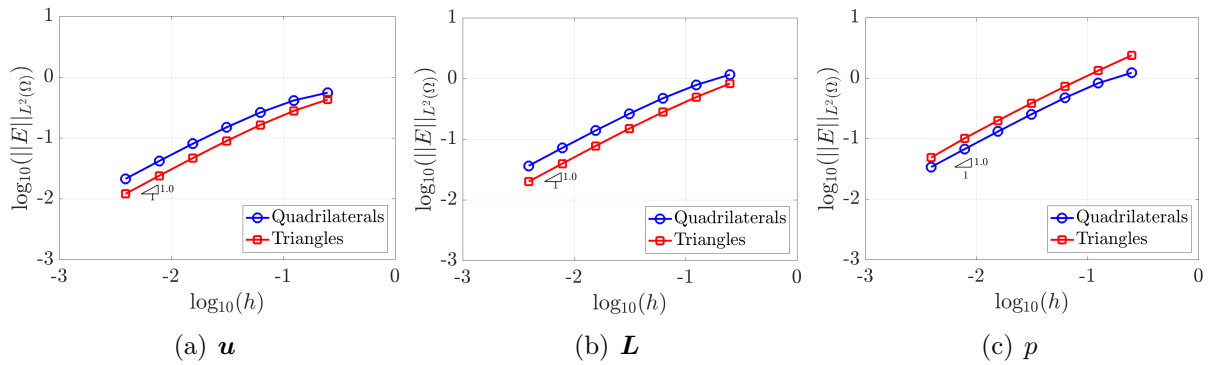 1
0
-1
-2
-3
-3
-2
-1
0
log₁₀(||E||_{L²(Ω)})
log₁₀(h)
1.0
1
Quadrilaterals
Triangles
(a) u
1
0
-1
-2
-3
-3
-2
-1
0
log₁₀(||E||_{L²(Ω)})
log₁₀(h)
1.0
1
Quadrilaterals
Triangles
(b) L
1
0
-1
-2
-3
-3
-2
-1
0
log₁₀(||E||_{L²(Ω)})
log₁₀(h)
1.0
1
Quadrilaterals
Triangles
(c) p